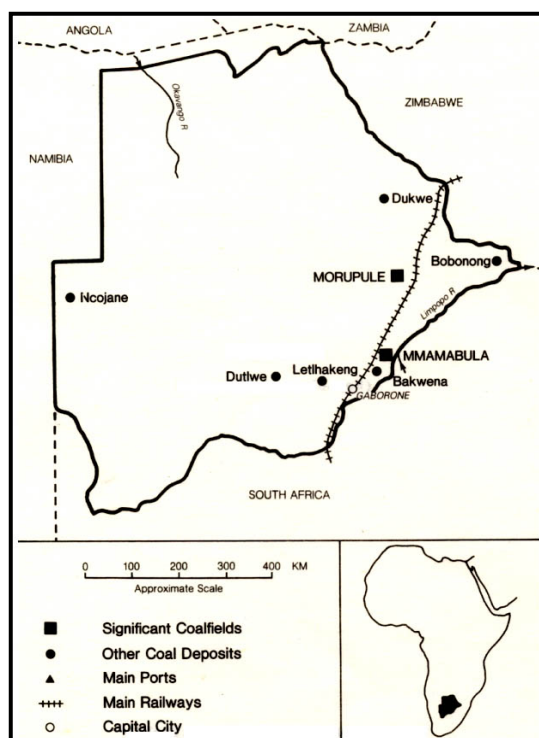 ANGOLA
ZAMBIA
Okavango R
ZIMBABWE
NAMIBIA
Dukwe
Bobonong
MORUPULE
Ncojane
Limpopo R
MMAMABULA
Letlhakeng
Dutlwe
Bakwena
GABORONE
SOUTH AFRICA
0 100 200 300 400 KM
Approximate Scale
Significant Coalfields
Other Coal Deposits
Main Ports
Main Railways
Capital City